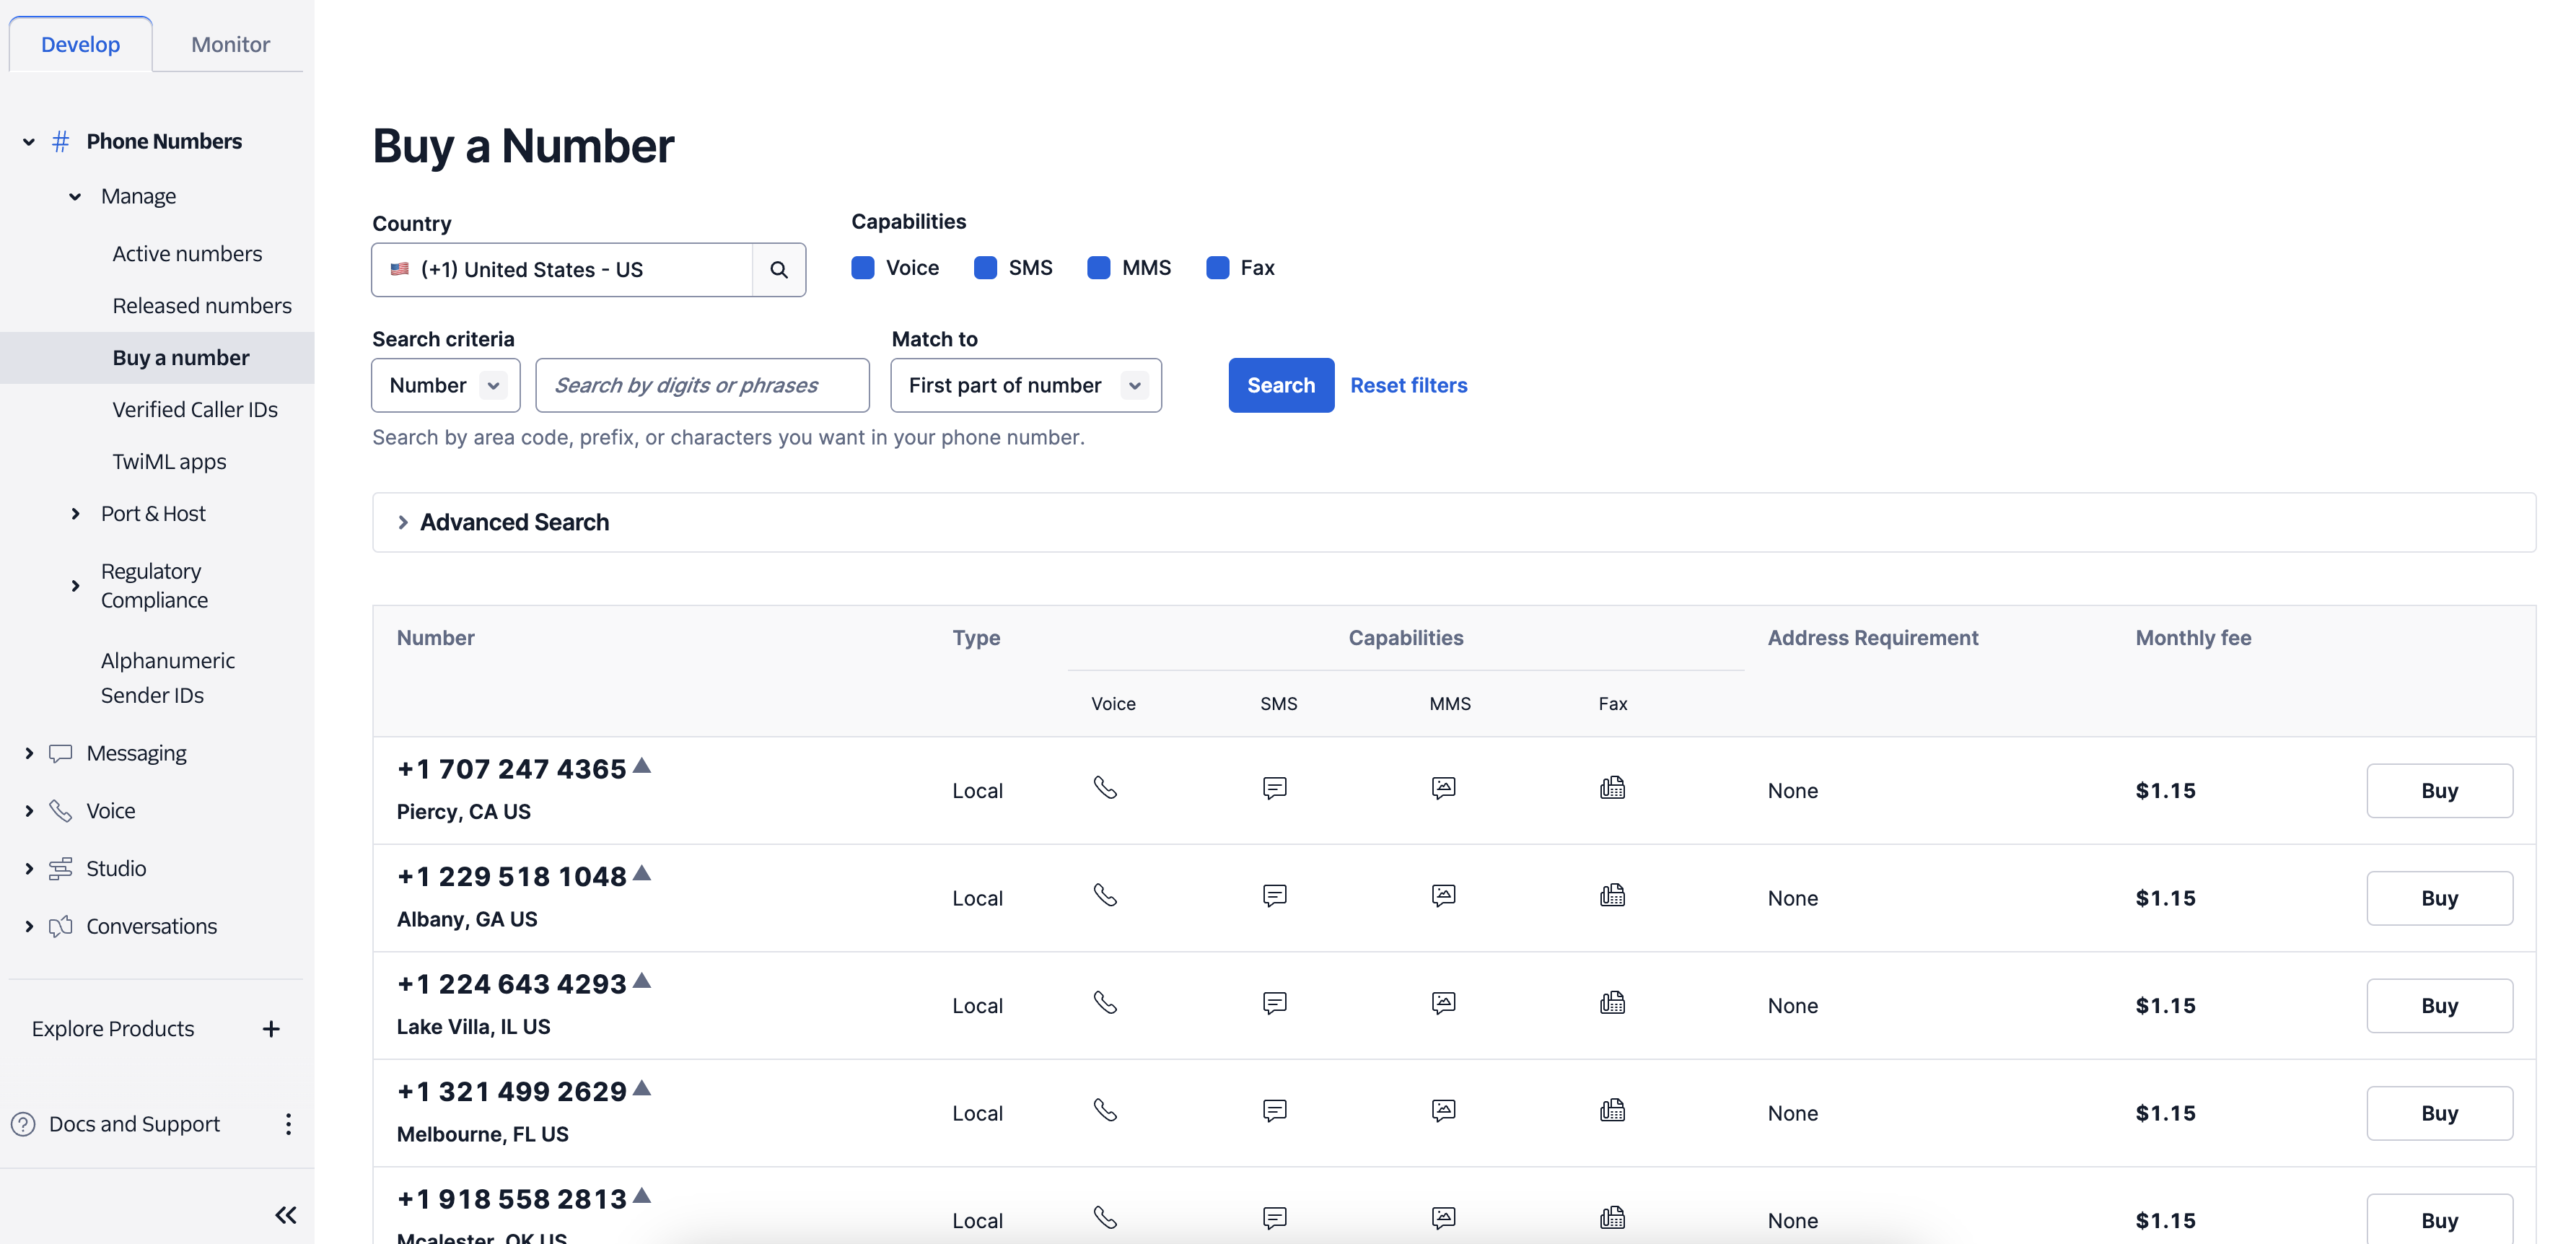 Develop
Monitor
Phone Numbers
Manage
Active numbers
Released numbers
Buy a number
Verified Caller IDs
TwiML apps
Port & Host
Regulatory
Compliance
Alphanumeric
Sender IDs
Messaging
Voice
Studio
Conversations
Explore Products
Docs and Support
Buy a Number
Country
(+1) United States - US
Capabilities
Voice
SMS
MMS
Fax
Search criteria
Number
Search by digits or phrases
Match to
First part of number
Search
Reset filters
Search by area code, prefix, or characters you want in your phone number.
Advanced Search
Number
Type
Capabilities
Address Requirement
Monthly fee
Voice
SMS
MMS
Fax
+1 707 247 4365
Piercy, CA US
Local
None
$1.15
Buy
+1 229 518 1048
Albany, GA US
Local
None
$1.15
Buy
+1 224 643 4293
Lake Villa, IL US
Local
None
$1.15
Buy
+1 321 499 2629
Melbourne, FL US
Local
None
$1.15
Buy
+1 918 558 2813
Mcalester, OK US
Local
None
$1.15
Buy